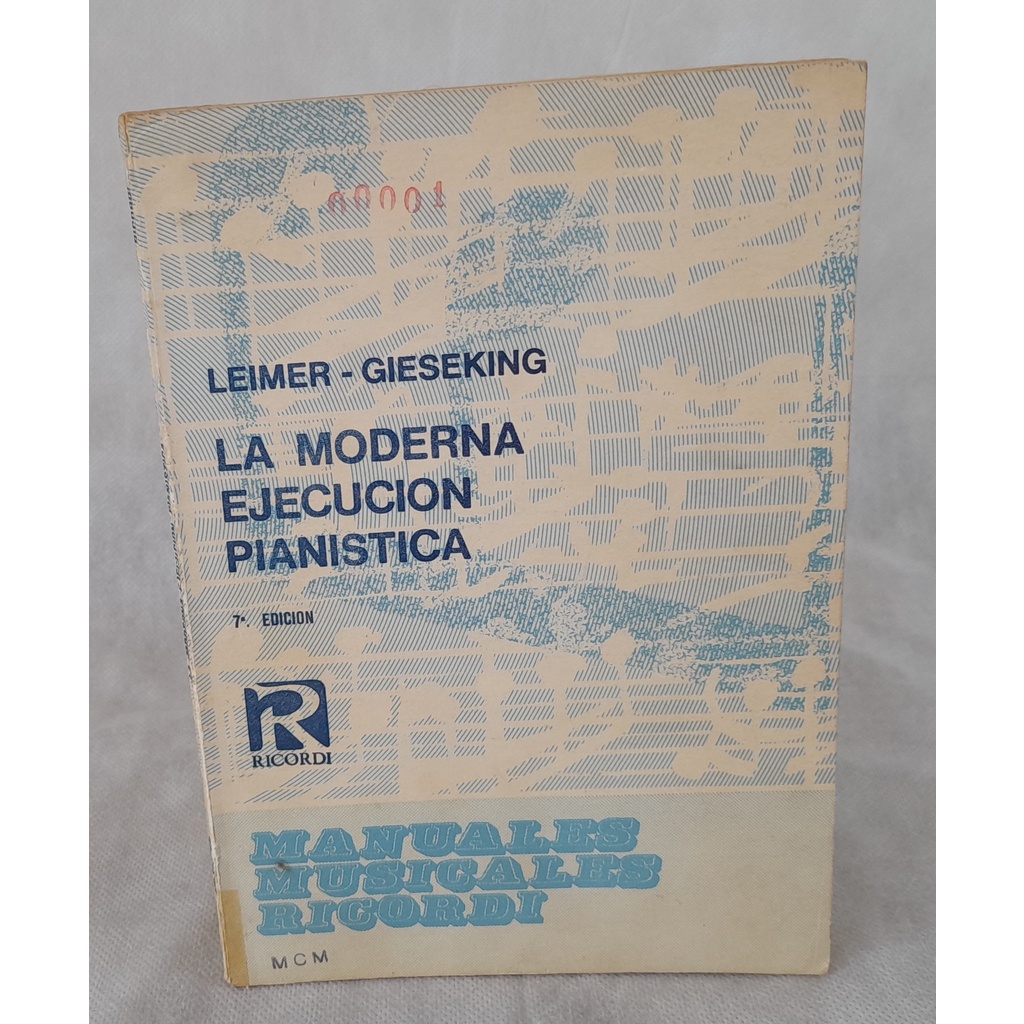 00001
LEIMER - GIESEKING
LA MODERNA
EJECUCION
PIANISTICA
7ª. EDICION
R
RICORDI
MANUALES
MUSICALES
RICORDI
MCM